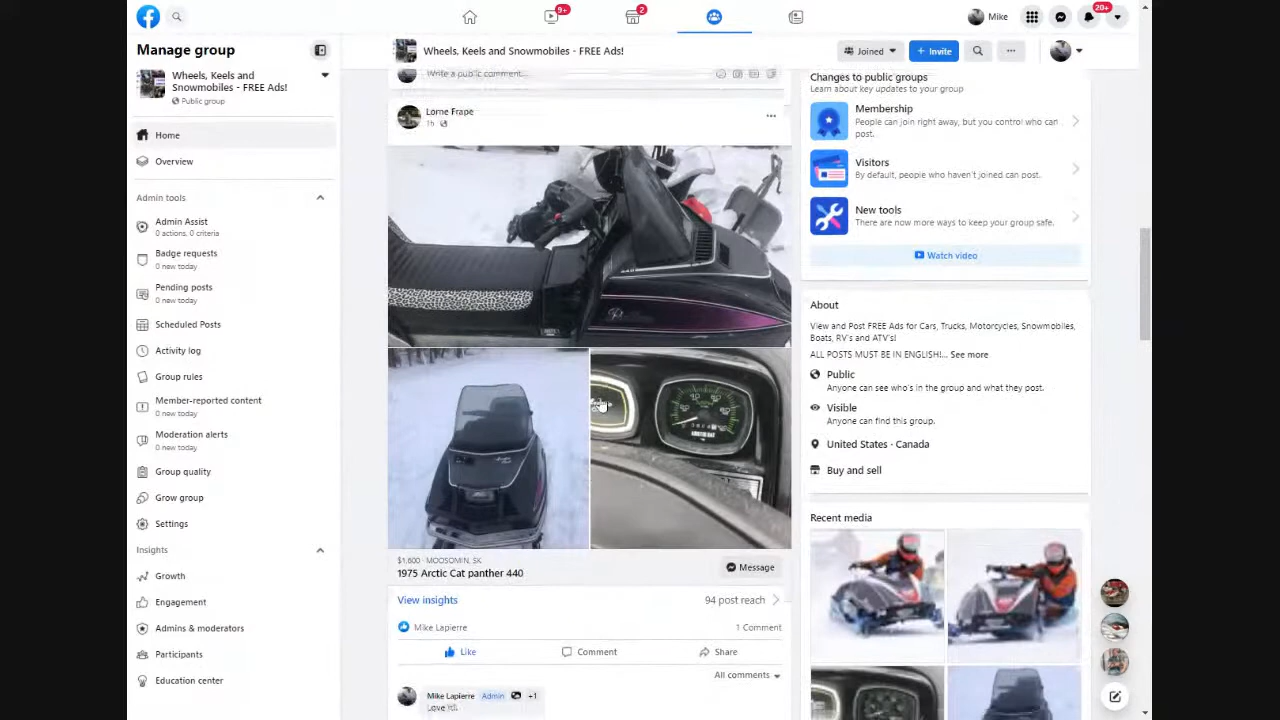 9+
2
Mike
20+
Manage group
Wheels, Keels and
Snowmobiles - FREE Ads!
Public group
Home
Overview
Admin tools
Admin Assist
0 actions, 0 criteria
Badge requests
0 new today
Pending posts
0 new today
Scheduled Posts
Activity log
Group rules
Member-reported content
0 new today
Moderation alerts
0 new today
Group quality
Grow group
Settings
Insights
Growth
Engagement
Admins & moderators
Participants
Education center
Wheels, Keels and Snowmobiles - FREE Ads!
Joined
+ Invite
Write a public comment…
Lorne Frape
1h
ARCTIC CAT
$1,600 · MOOSOMIN, SK
1975 Arctic Cat panther 440
Message
View insights
94 post reach
Mike Lapierre
1 Comment
Like
Comment
Share
All comments
Mike Lapierre Admin +1
Changes to public groups
Learn about key updates to your group
Membership
People can join right away, but you control who can
post.
Visitors
By default, people who haven't joined can post.
New tools
There are now more ways to keep your group safe.
Watch video
About
View and Post FREE Ads for Cars, Trucks, Motorcycles, Snowmobiles,
Boats, RV's and ATV's!
ALL POSTS MUST BE IN ENGLISH!... See more
Public
Anyone can see who's in the group and what they post.
Visible
Anyone can find this group.
United States - Canada
Buy and sell
Recent media